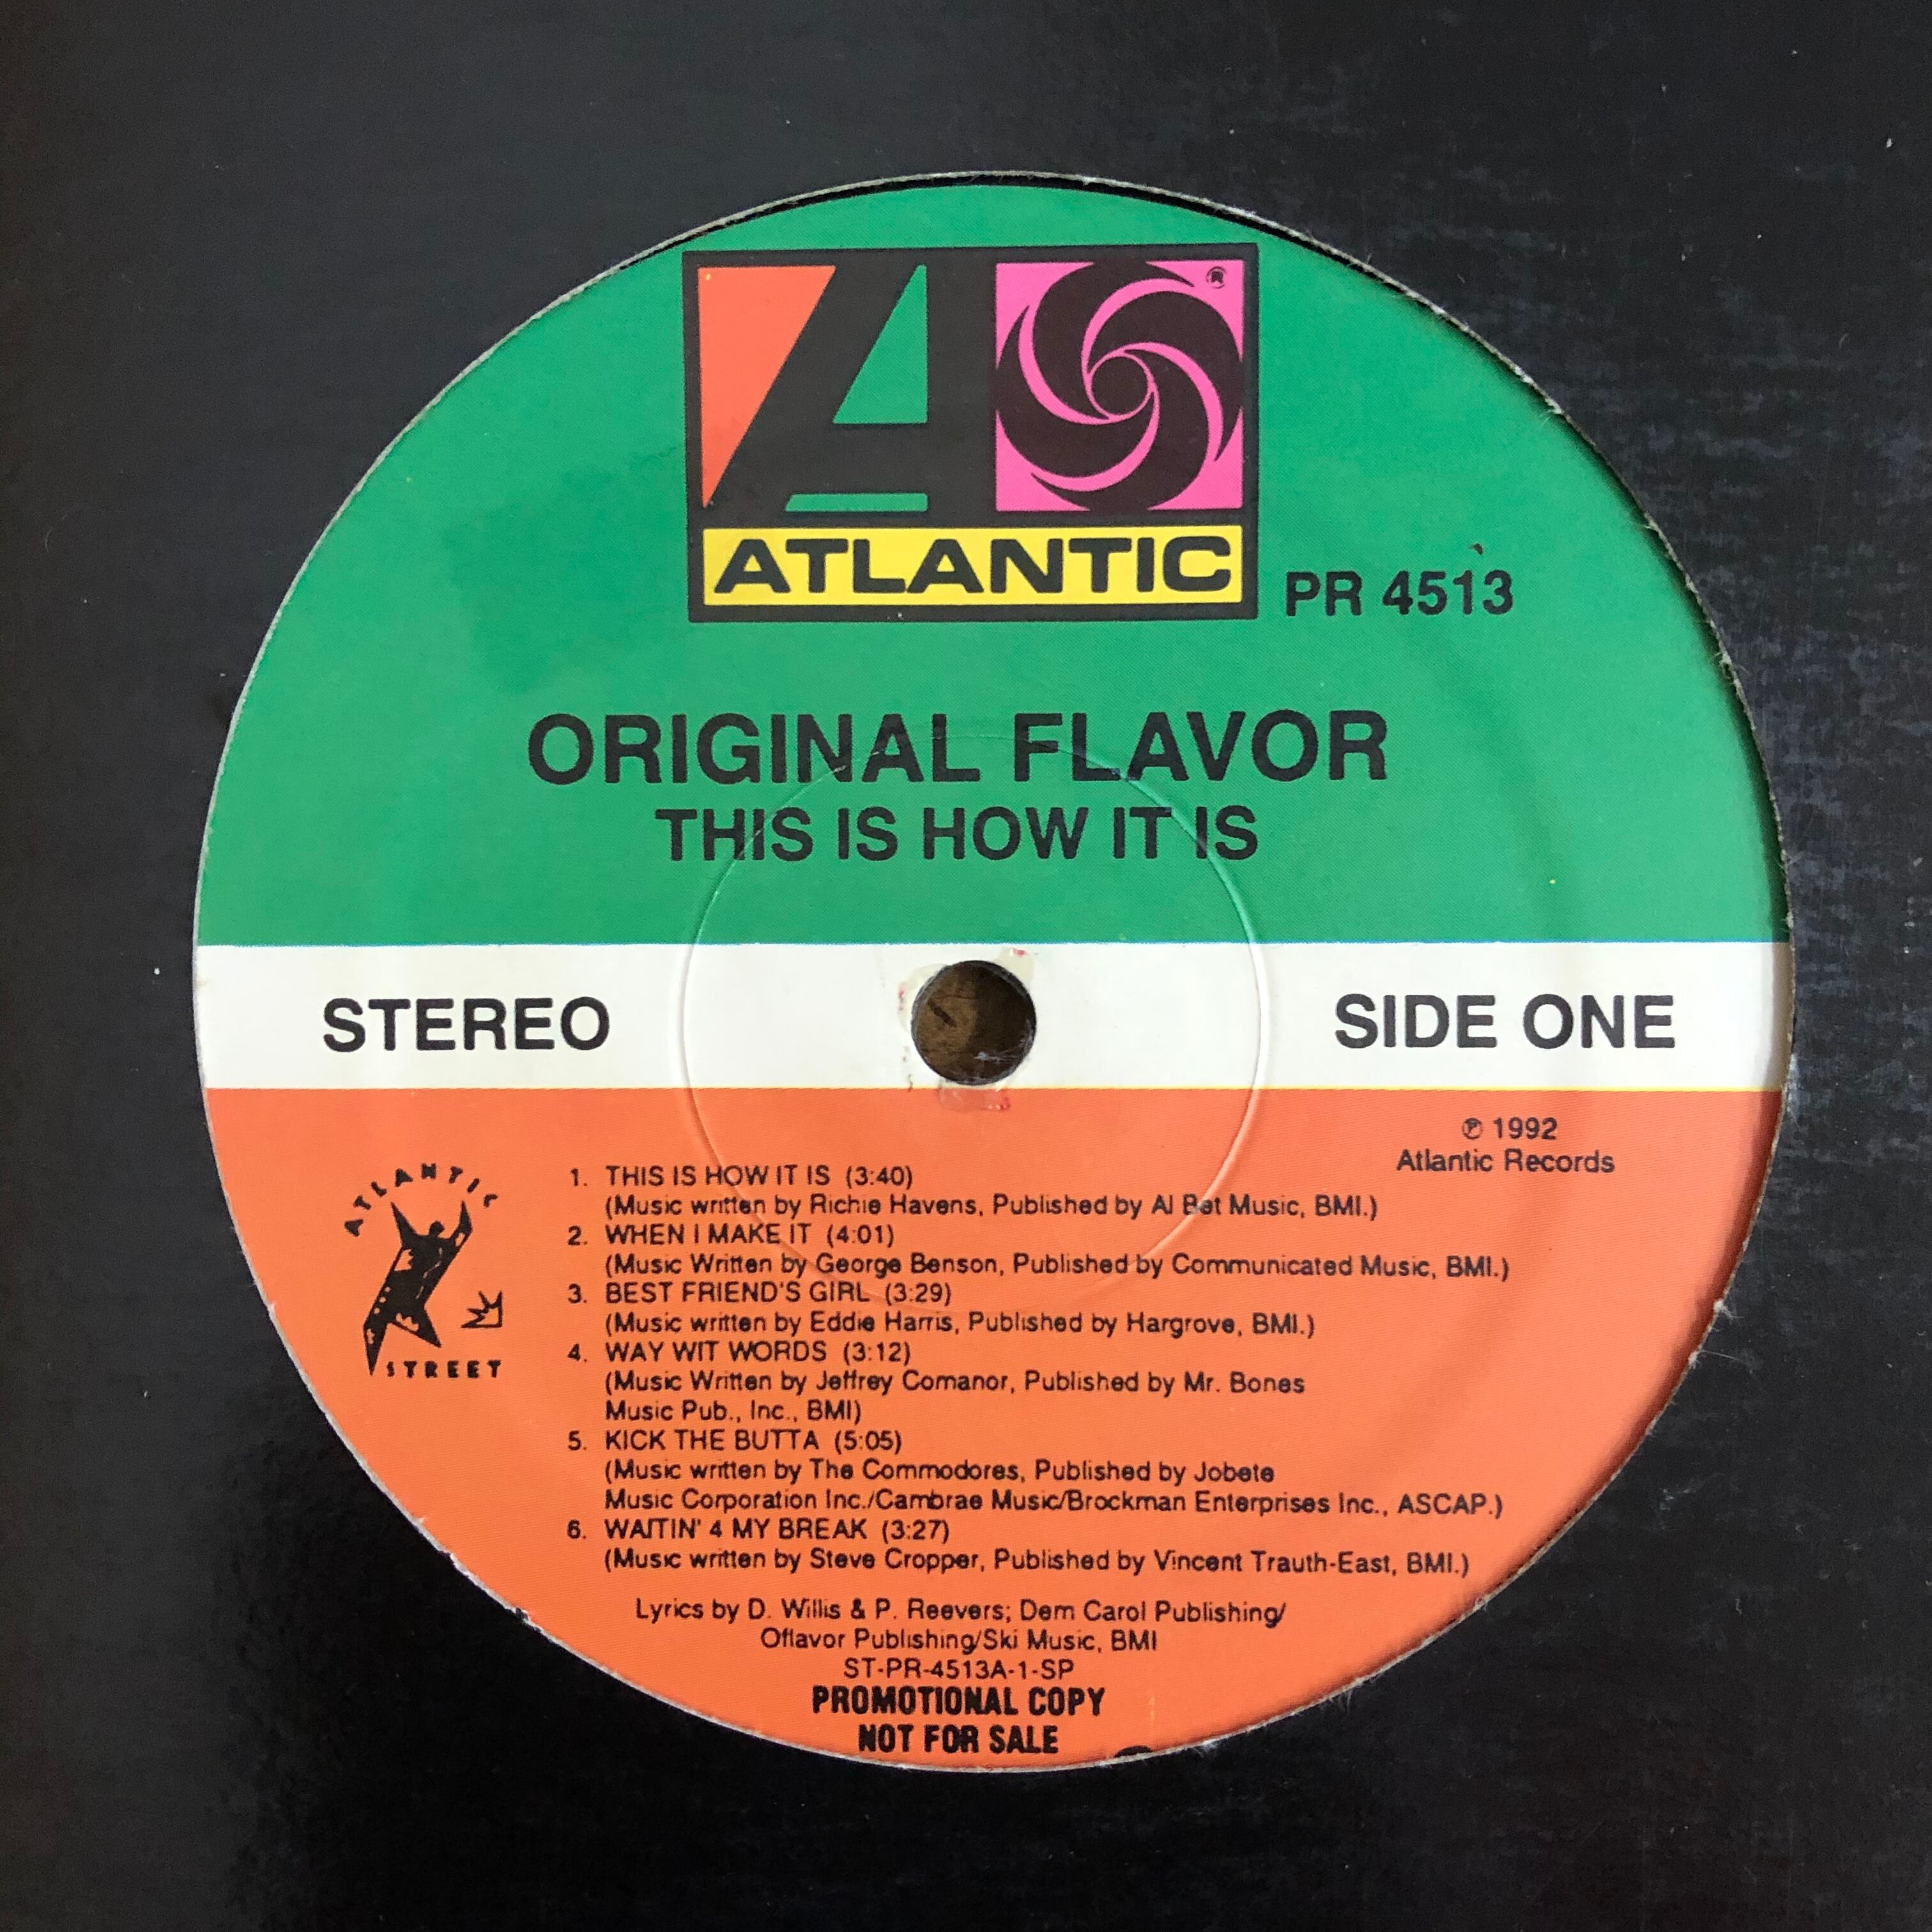 ATLANTIC
PR 4513
ORIGINAL FLAVOR
THIS IS HOW IT IS
STEREO
SIDE ONE
℗ 1992
Atlantic Records
ATLANTIC
STREET
1. THIS IS HOW IT IS (3:40)
(Music written by Richie Havens, Published by Al Bet Music, BMI.)
2. WHEN I MAKE IT (4:01)
(Music Written by George Benson, Published by Communicated Music, BMI.)
3. BEST FRIEND'S GIRL (3:29)
(Music written by Eddie Harris, Published by Hargrove, BMI.)
4. WAY WIT WORDS (3:12)
(Music Written by Jeffrey Comanor, Published by Mr. Bones
Music Pub., Inc., BMI)
5. KICK THE BUTTA (5:05)
(Music written by The Commodores, Published by Jobete
Music Corporation Inc./Cambrae Music/Brockman Enterprises Inc., ASCAP.)
6. WAITIN' 4 MY BREAK (3:27)
(Music written by Steve Cropper, Published by Vincent Trauth-East, BMI.)
Lyrics by D. Willis & P. Reevers; Dem Carol Publishing/
Oflavor Publishing/Ski Music, BMI
ST-PR-4513A-1-SP
PROMOTIONAL COPY
NOT FOR SALE